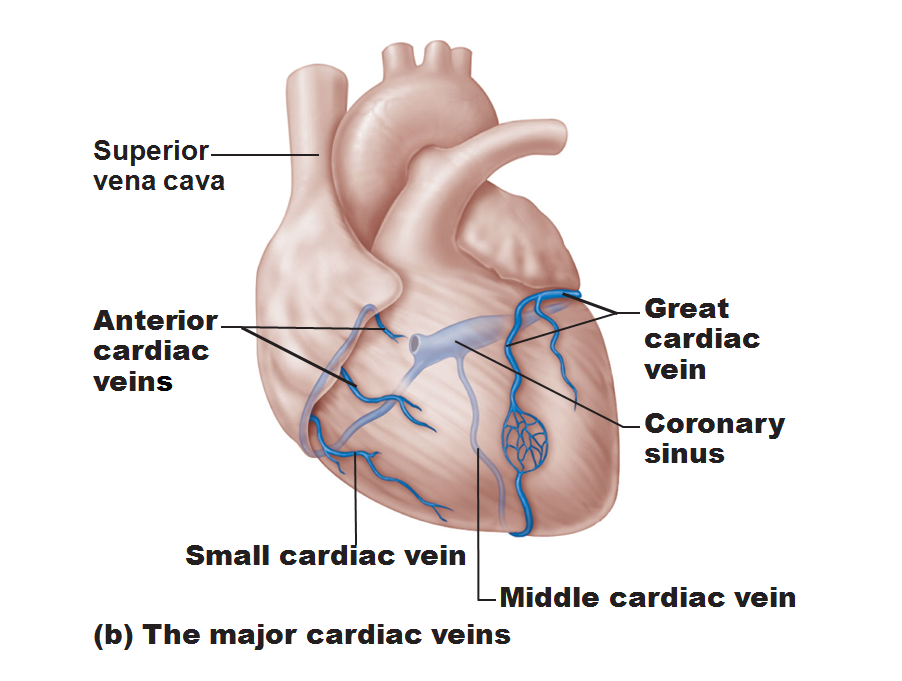 Superior
vena cava
Anterior
cardiac
veins
Great
cardiac
vein
Coronary
sinus
Small cardiac vein
Middle cardiac vein
(b) The major cardiac veins